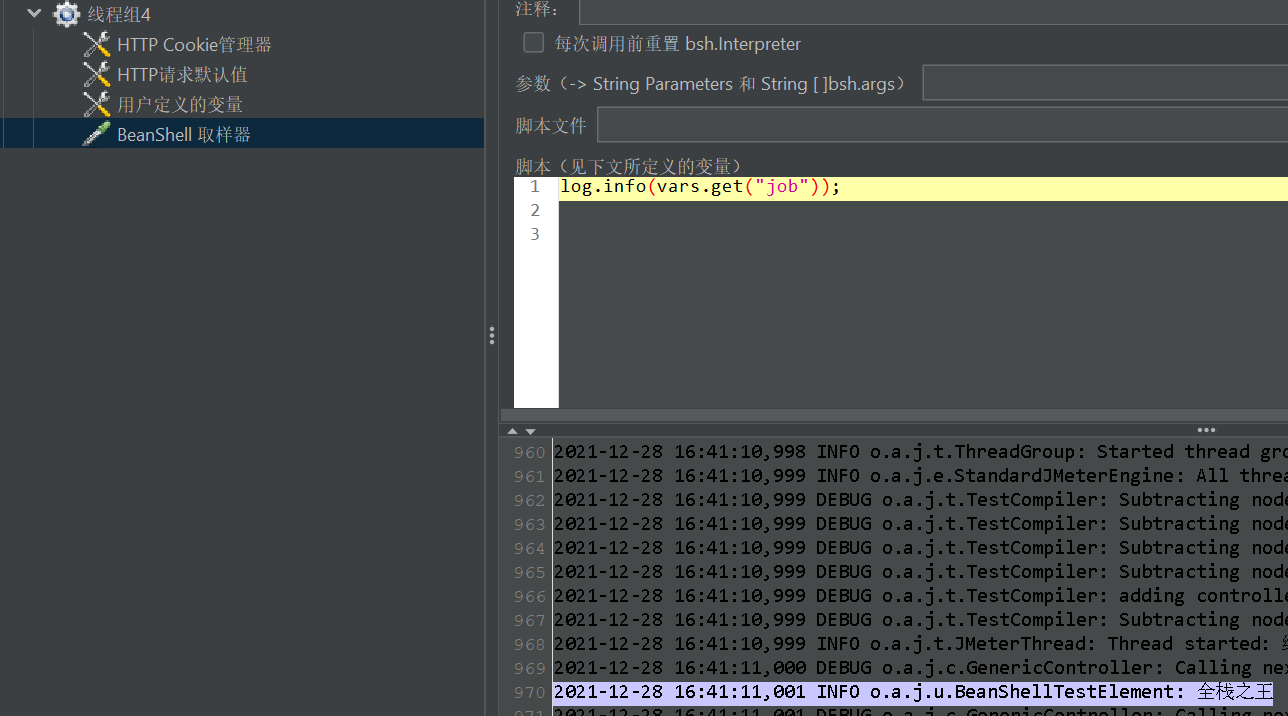 线程组4
HTTP Cookie管理器
HTTP请求默认值
用户定义的变量
BeanShell 取样器
注释：
每次调用前重置 bsh.Interpreter
参数（-> String Parameters 和 String [ ]bsh.args）
脚本文件
脚本（见下文所定义的变量）
1 log.info(vars.get("job"));
2
3
960 2021-12-28 16:41:10,998 INFO o.a.j.t.ThreadGroup: Started thread gro
961 2021-12-28 16:41:10,999 INFO o.a.j.e.StandardJMeterEngine: All threa
962 2021-12-28 16:41:10,999 DEBUG o.a.j.t.TestCompiler: Subtracting node
963 2021-12-28 16:41:10,999 DEBUG o.a.j.t.TestCompiler: Subtracting node
964 2021-12-28 16:41:10,999 DEBUG o.a.j.t.TestCompiler: Subtracting node
965 2021-12-28 16:41:10,999 DEBUG o.a.j.t.TestCompiler: Subtracting node
966 2021-12-28 16:41:10,999 DEBUG o.a.j.t.TestCompiler: adding controlle
967 2021-12-28 16:41:10,999 DEBUG o.a.j.t.TestCompiler: Subtracting node
968 2021-12-28 16:41:10,999 INFO o.a.j.t.JMeterThread: Thread started:
969 2021-12-28 16:41:11,000 DEBUG o.a.j.c.GenericController: Calling nex
970 2021-12-28 16:41:11,001 INFO o.a.j.u.BeanShellTestElement: 全栈之王